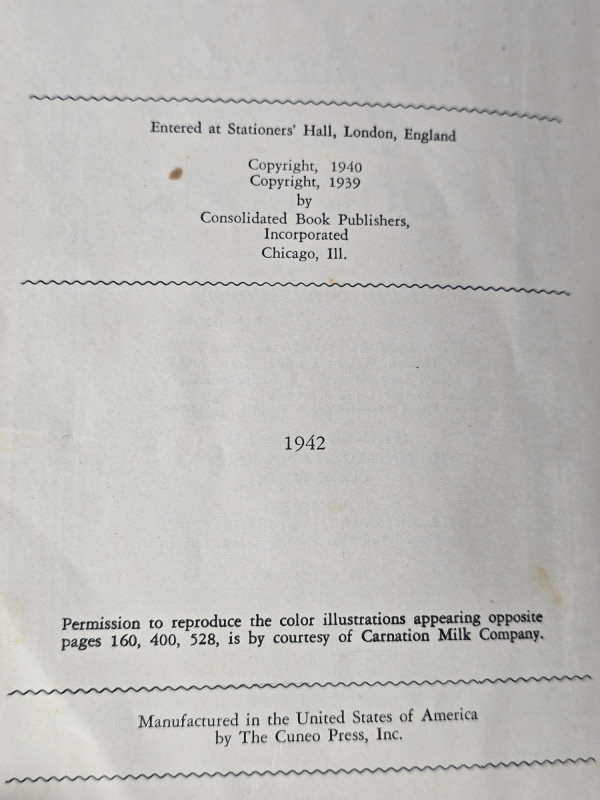 Entered at Stationers' Hall, London, England
Copyright, 1940
Copyright, 1939
by
Consolidated Book Publishers,
Incorporated
Chicago, Ill.
1942
Permission to reproduce the color illustrations appearing opposite
pages 160, 400, 528, is by courtesy of Carnation Milk Company.
Manufactured in the United States of America
by The Cuneo Press, Inc.